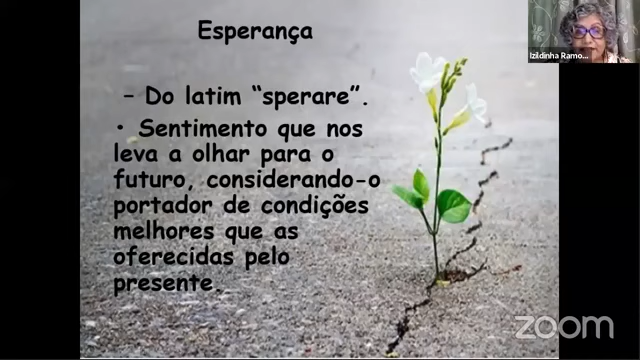 Esperança
Izildinha Ramo...
– Do latim “sperare”.
• Sentimento que nos
leva a olhar para o
futuro, considerando-o
portador de condições
melhores que as
oferecidas pelo
presente.
zoom